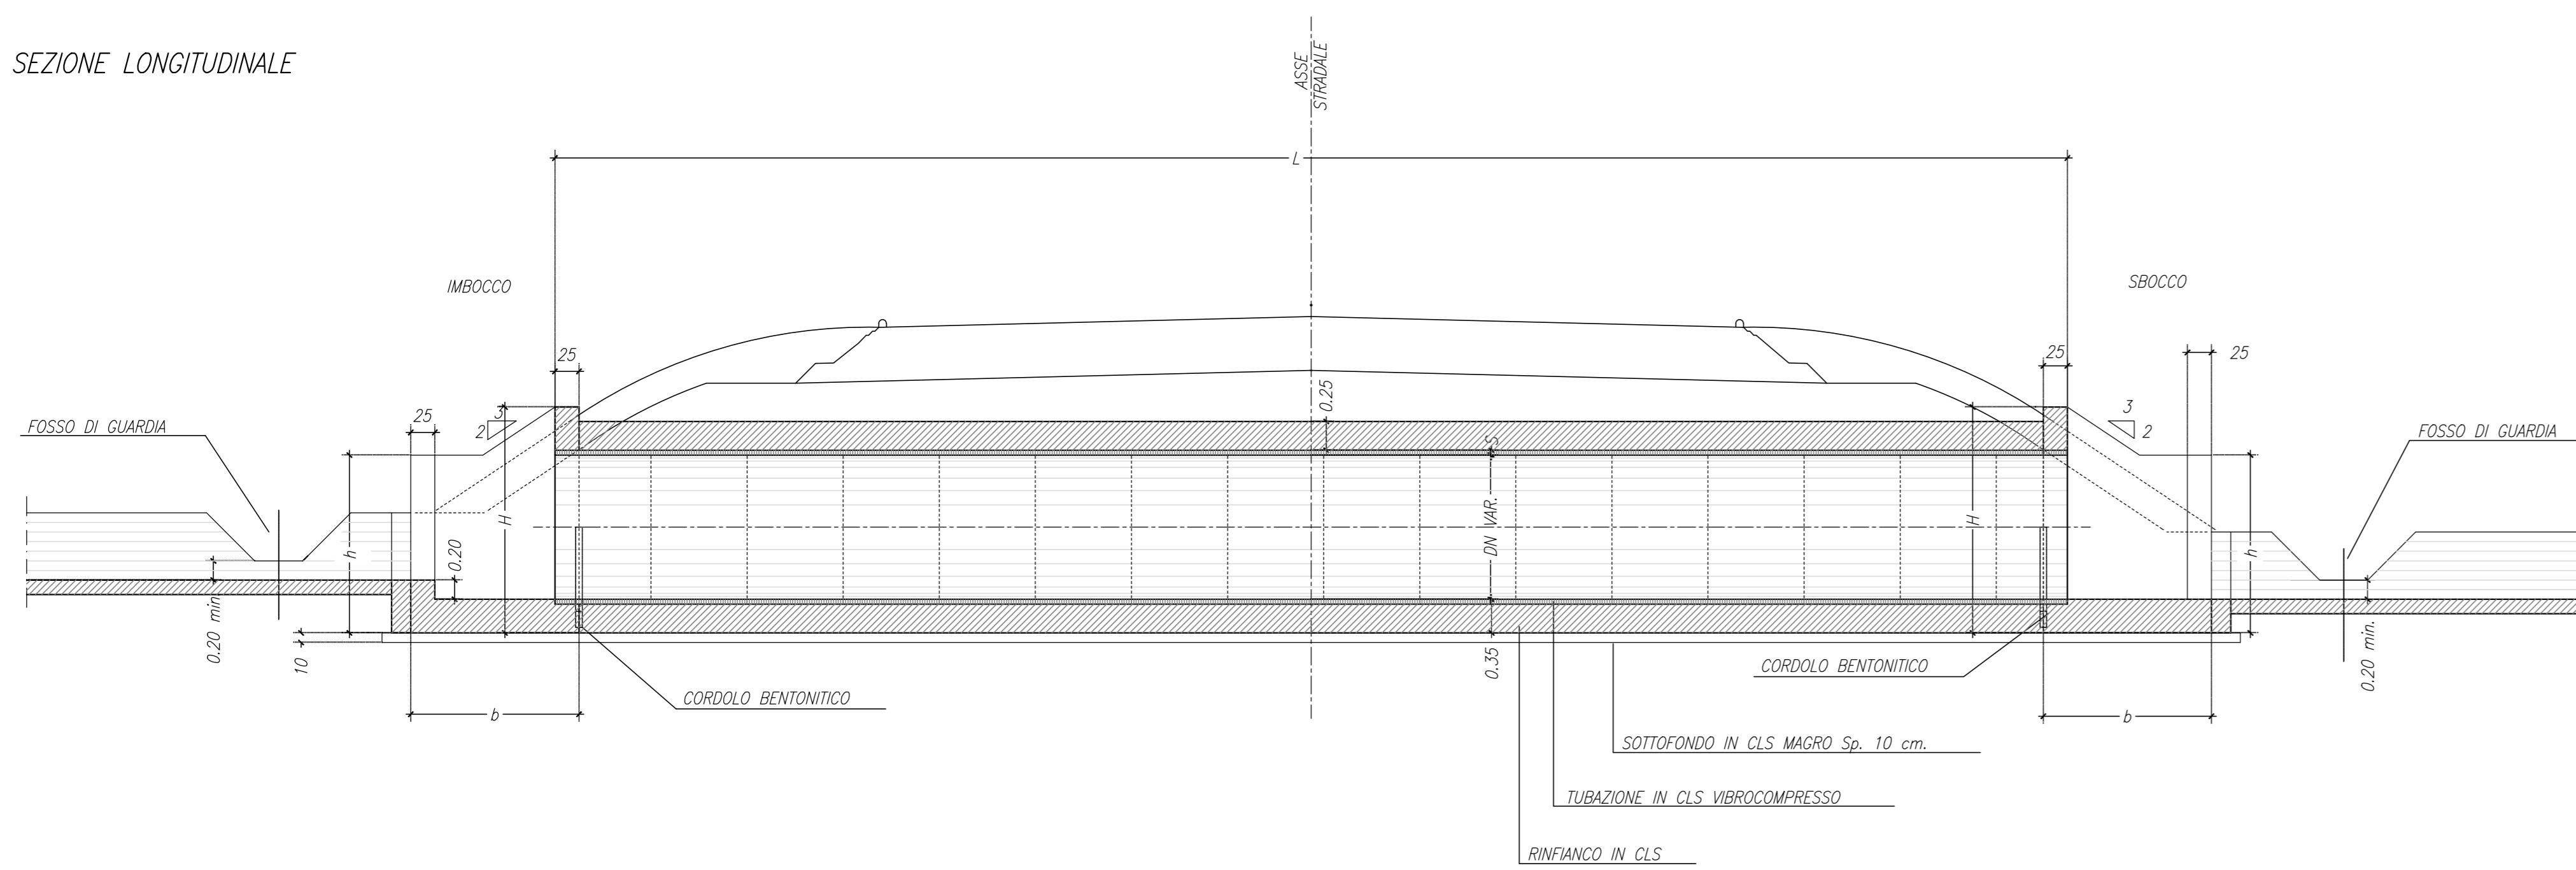 SEZIONE LONGITUDINALE
ASSE
STRADALE
L
IMBOCCO
SBOCCO
25
25
25
25
0.25
3
2
3
2
FOSSO DI GUARDIA
FOSSO DI GUARDIA
S
H
H
h
h
DN VAR.
0.20
0.20 min.
0.20 min.
10
0.35
CORDOLO BENTONITICO
CORDOLO BENTONITICO
b
b
SOTTOFONDO IN CLS MAGRO Sp. 10 cm.
TUBAZIONE IN CLS VIBROCOMPRESSO
RINFIANCO IN CLS